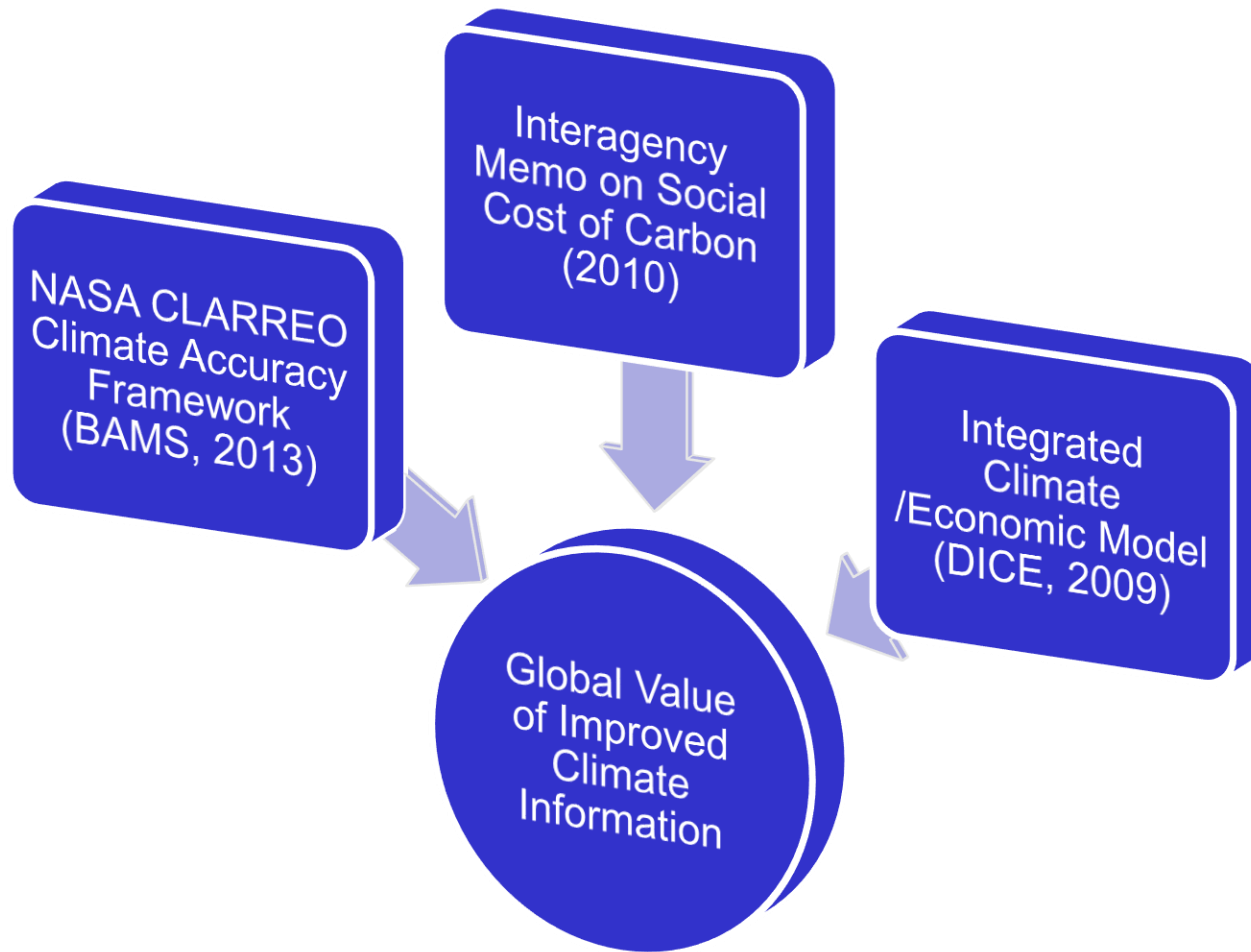 Interagency
Memo on Social
Cost of Carbon
(2010)
NASA CLARREO
Climate Accuracy
Framework
(BAMS, 2013)
Integrated
Climate
/Economic Model
(DICE, 2009)
Global Value
of Improved
Climate
Information